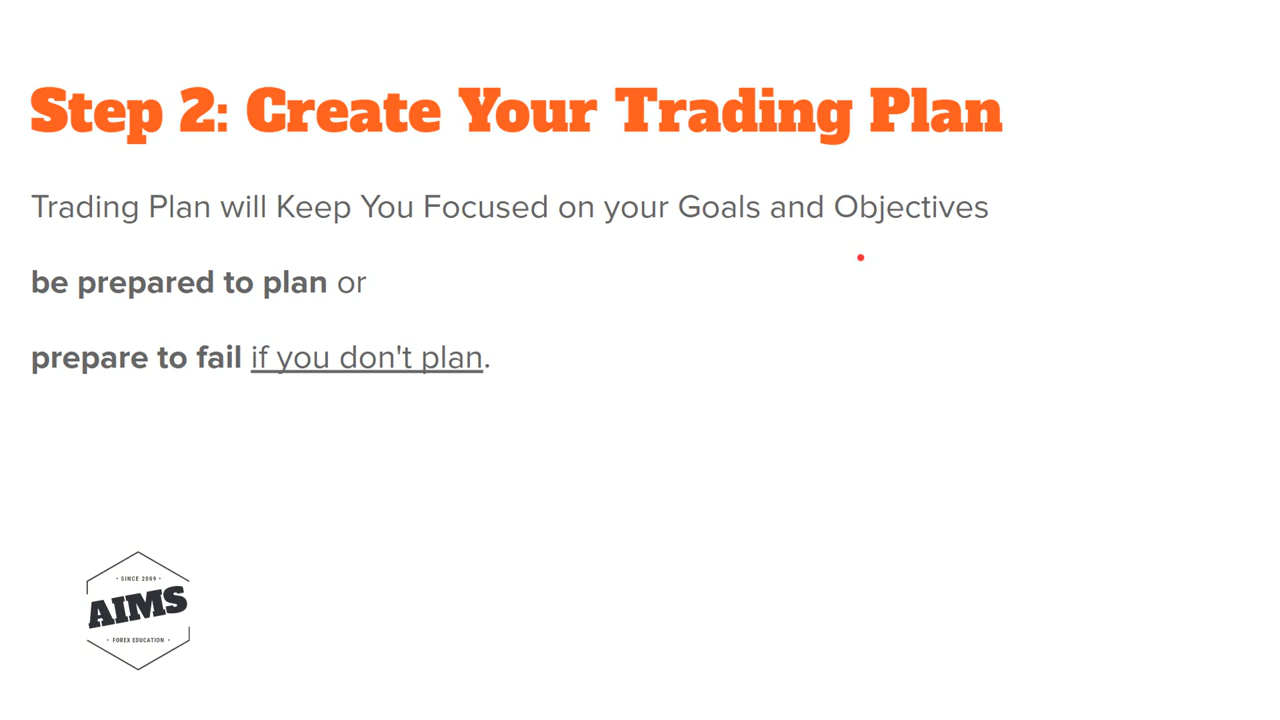 Step 2: Create Your Trading Plan
Trading Plan will Keep You Focused on your Goals and Objectives
be prepared to plan or
prepare to fail if you don't plan.
• SINCE 2009 •
AIMS
• FOREX EDUCATION •